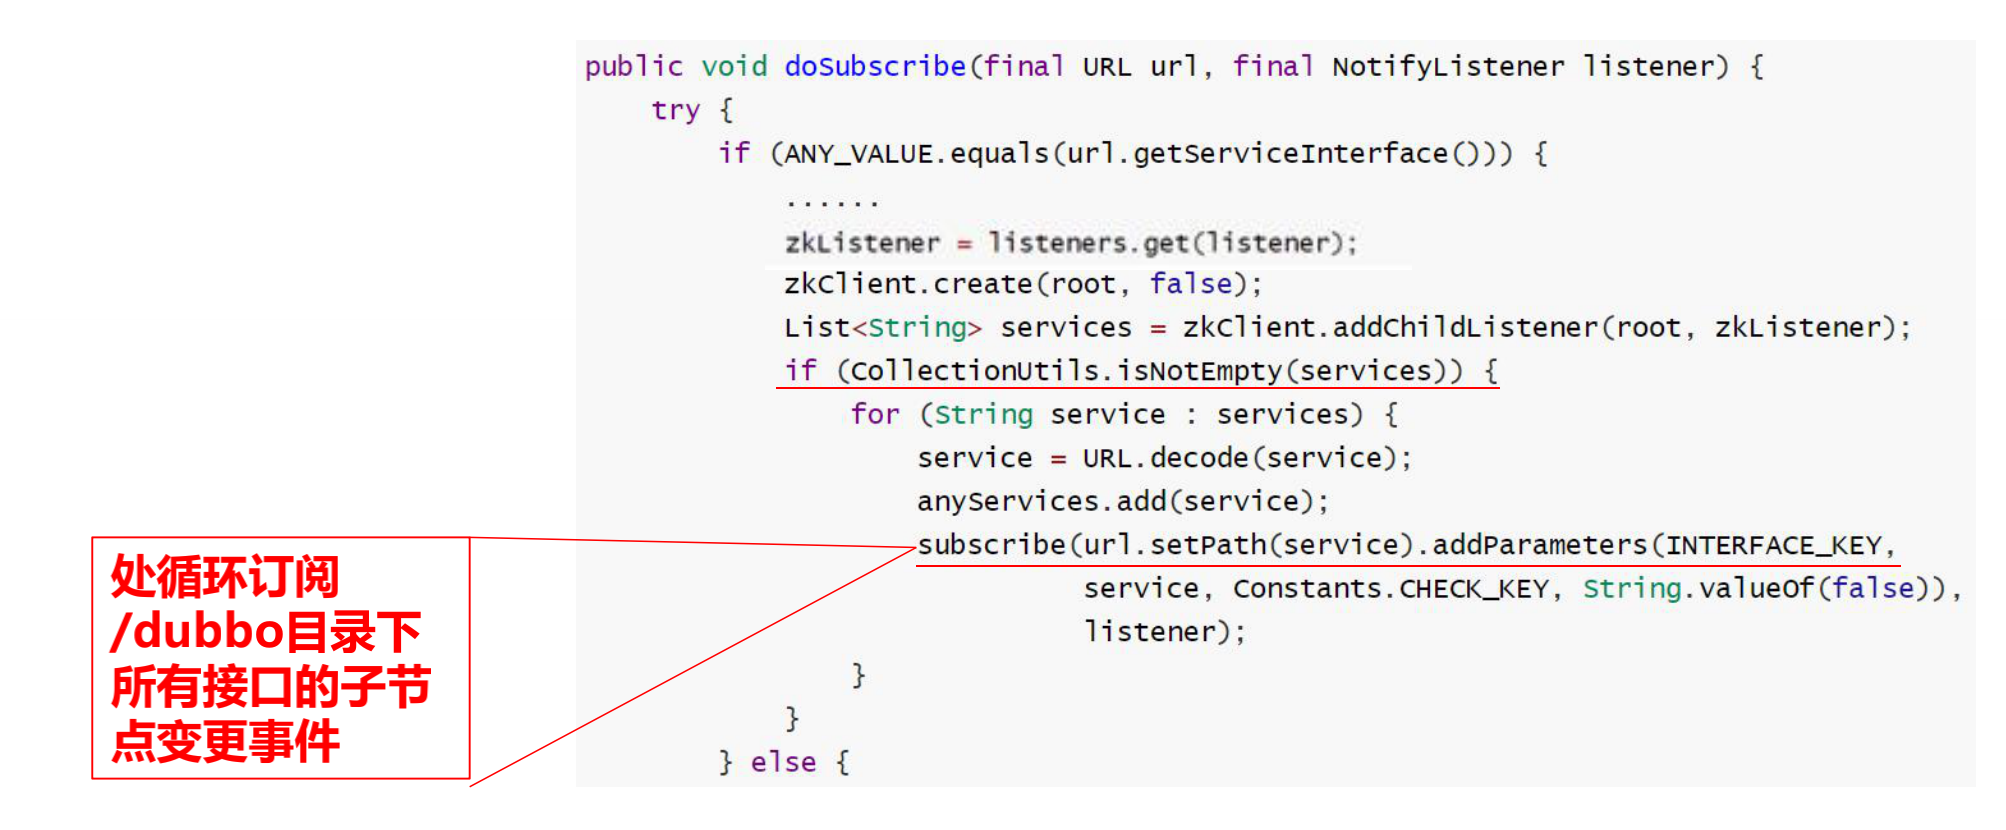 public void doSubscribe(final URL url, final NotifyListener listener) {
try {
if (ANY_VALUE.equals(url.getServiceInterface())) {
......
zkListener = listeners.get(listener);
zkClient.create(root, false);
List<String> services = zkClient.addChildListener(root, zkListener);
if (CollectionUtils.isNotEmpty(services)) {
for (String service : services) {
service = URL.decode(service);
anyServices.add(service);
subscribe(url.setPath(service).addParameters(INTERFACE_KEY,
service, Constants.CHECK_KEY, String.valueOf(false)),
listener);
}
}
} else {
处循环订阅
/dubbo目录下
所有接口的子节
点变更事件